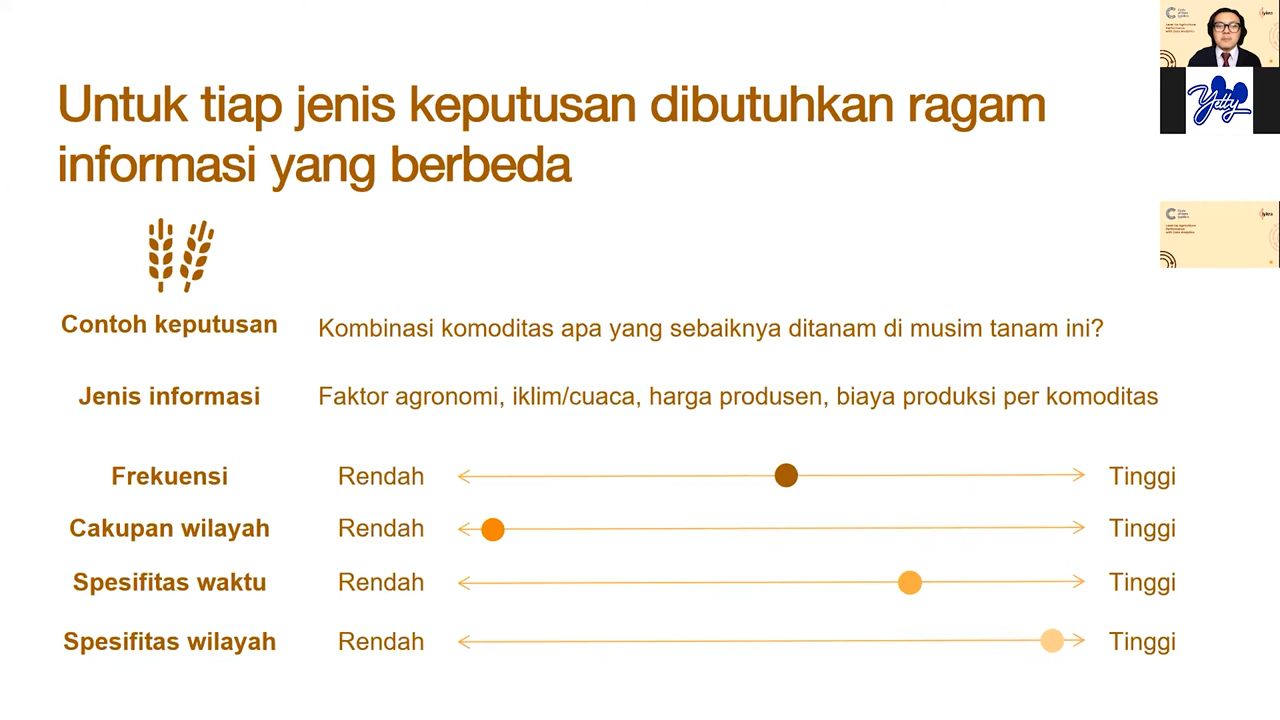 Untuk tiap jenis keputusan dibutuhkan ragam
informasi yang berbeda
Contoh keputusan
Kombinasi komoditas apa yang sebaiknya ditanam di musim tanam ini?
Jenis informasi
Faktor agronomi, iklim/cuaca, harga produsen, biaya produksi per komoditas
Frekuensi
Rendah
Tinggi
Cakupan wilayah
Rendah
Tinggi
Spesifitas waktu
Rendah
Tinggi
Spesifitas wilayah
Rendah
Tinggi
Yetty